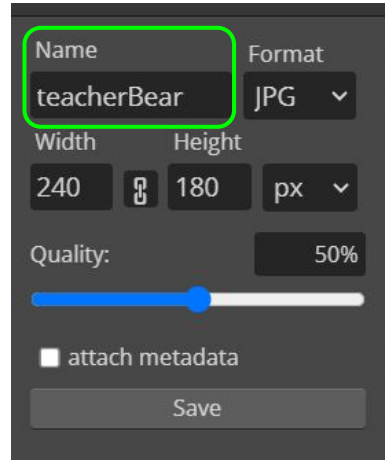 Name Format
teacherBear JPG
Width Height
240 180 px
Quality: 50%
attach metadata
Save